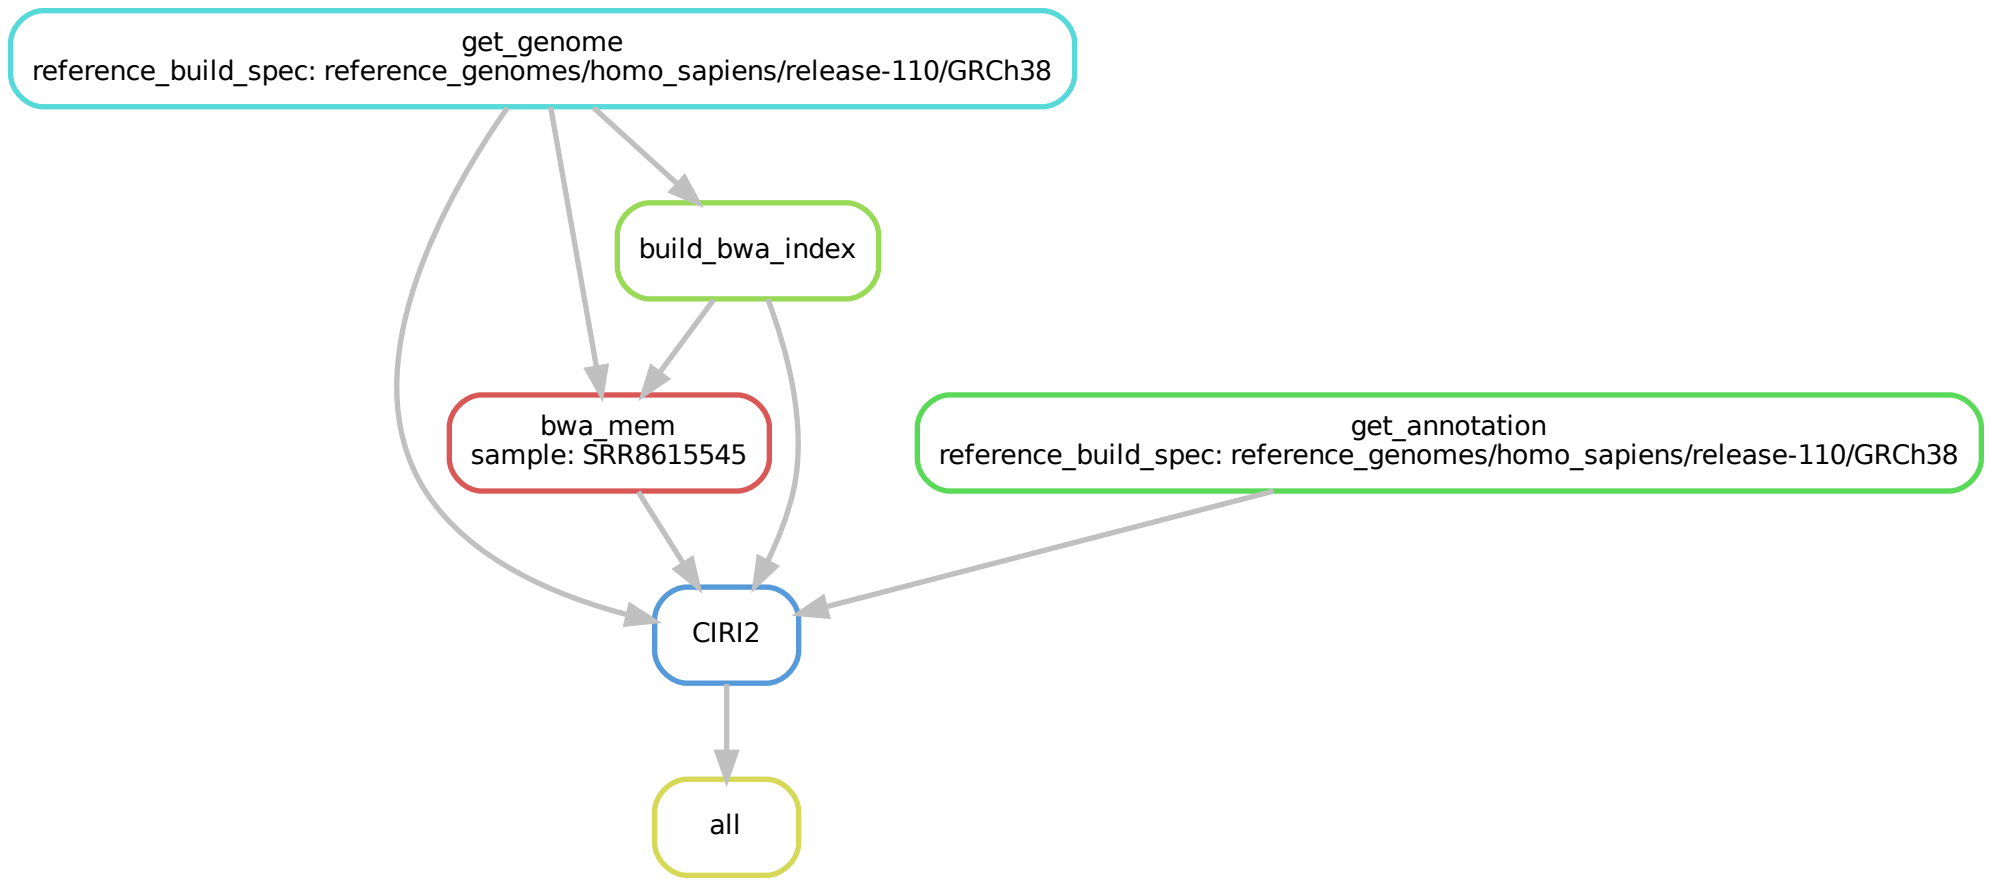 get_genome
reference_build_spec: reference_genomes/homo_sapiens/release-110/GRCh38
build_bwa_index
bwa_mem
sample: SRR8615545
get_annotation
reference_build_spec: reference_genomes/homo_sapiens/release-110/GRCh38
CIRI2
all